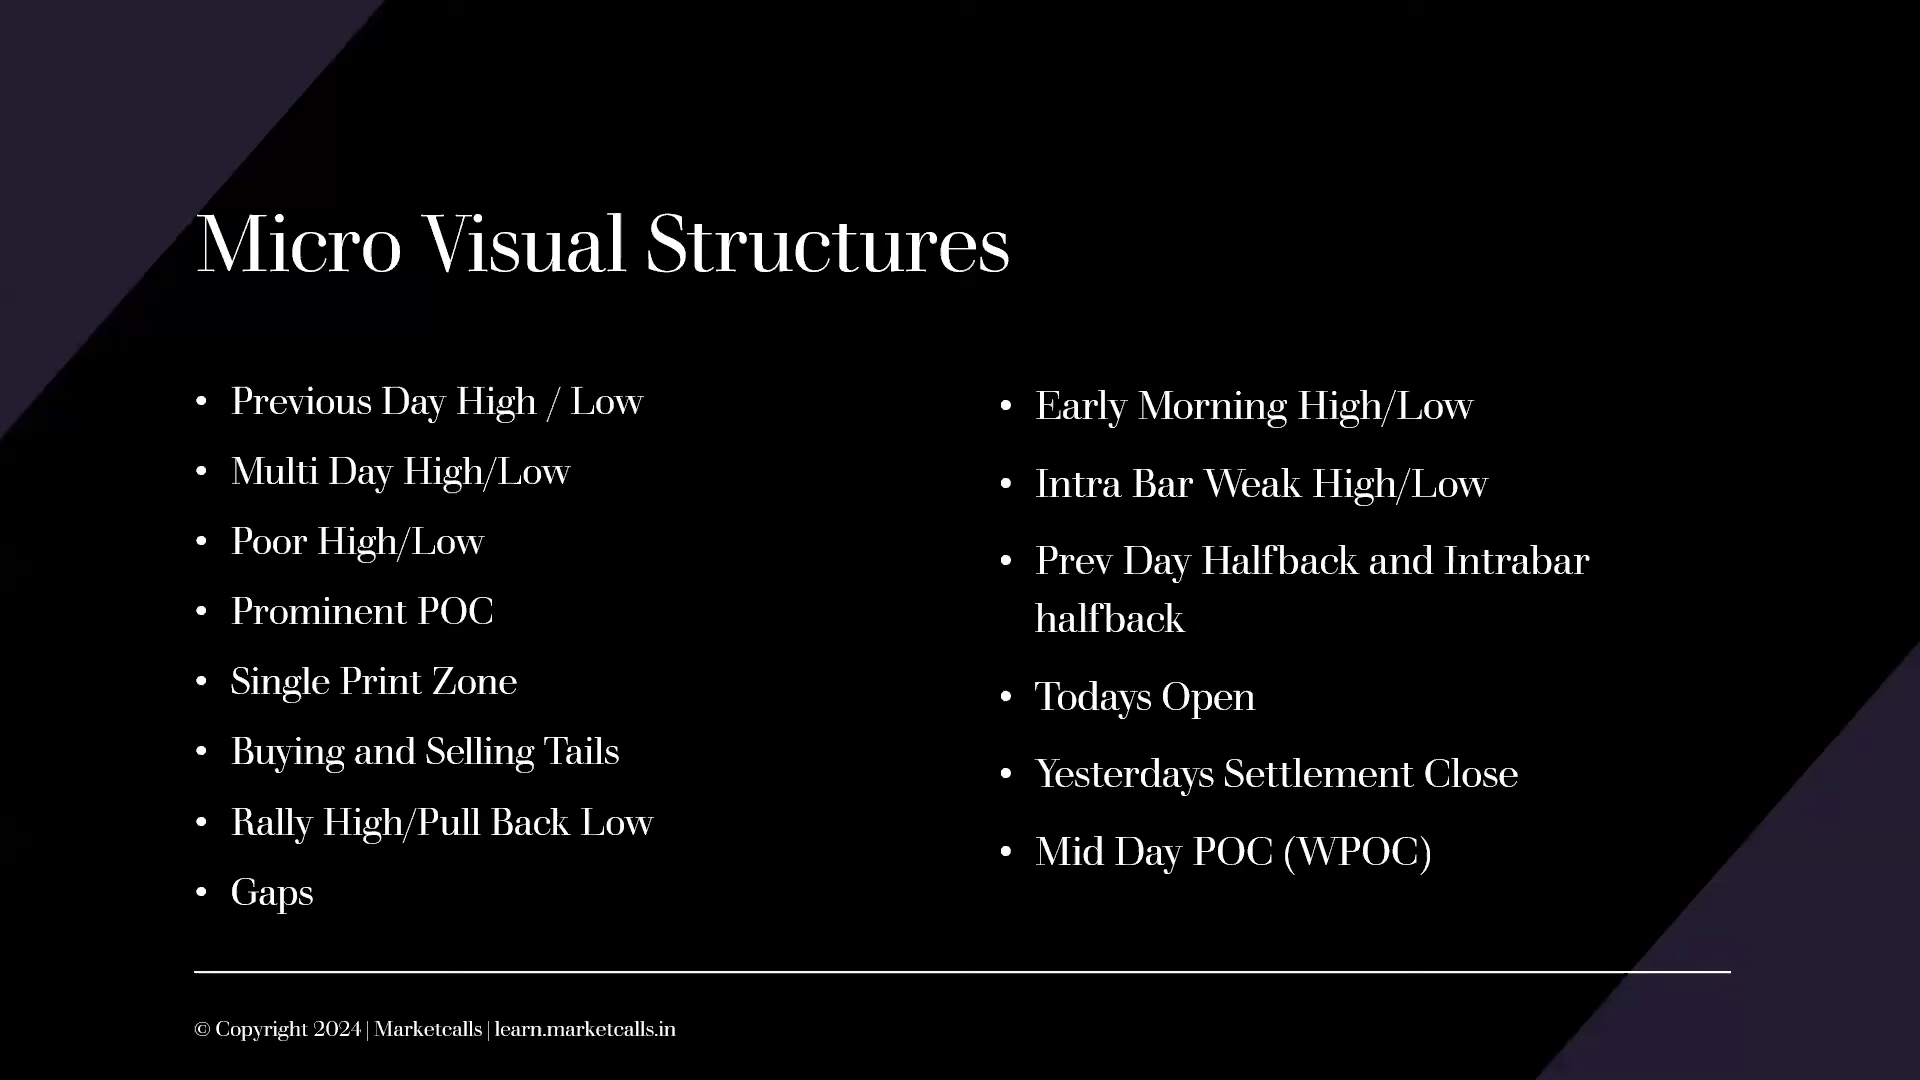 Micro Visual Structures
• Previous Day High / Low
• Multi Day High/Low
• Poor High/Low
• Prominent POC
• Single Print Zone
• Buying and Selling Tails
• Rally High/Pull Back Low
• Gaps
• Early Morning High/Low
• Intra Bar Weak High/Low
• Prev Day Halfback and Intrabar
halfback
• Todays Open
• Yesterdays Settlement Close
• Mid Day POC (WPOC)
© Copyright 2024 | Marketcalls | learn.marketcalls.in